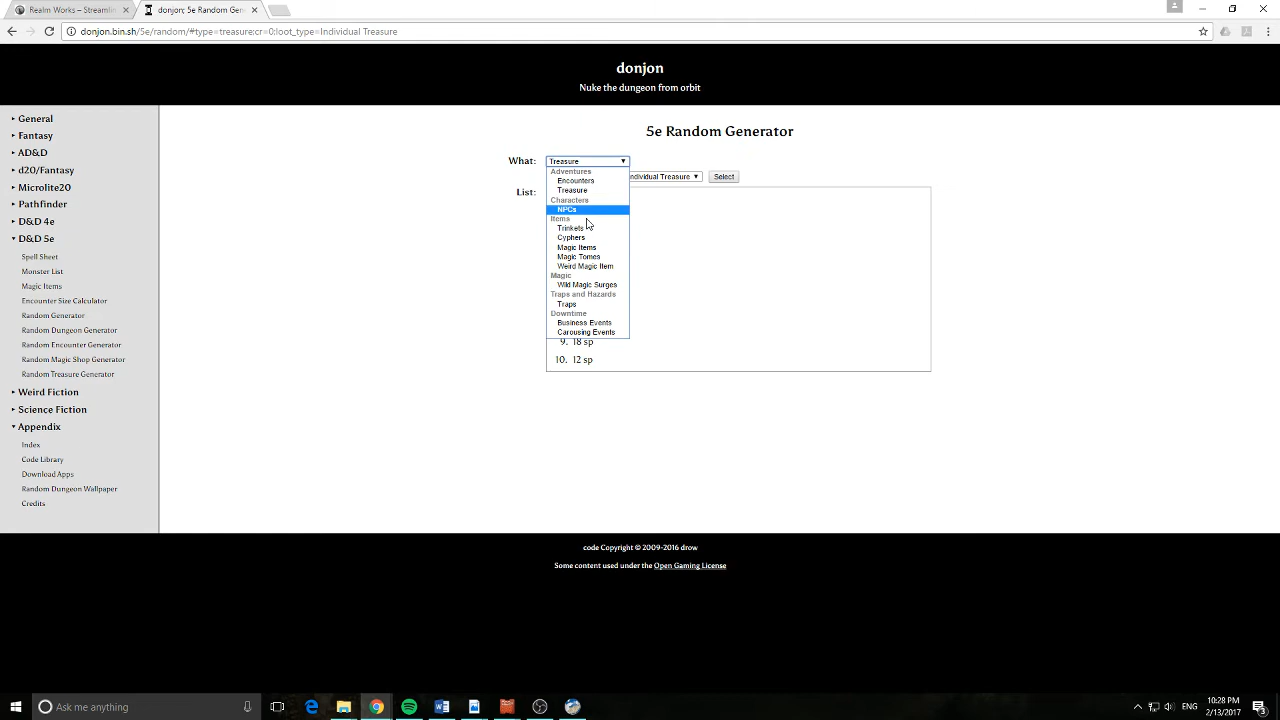 Realm Works – Streamlin
donjon; 5e Random Gene
donjon.bin.sh/5e/random/#type=treasure;cr=0;loot_type=Individual Treasure
donjon
Nuke the dungeon from orbit
General
Fantasy
AD&D
d20/Fantasy
Microlite20
Pathfinder
D&D 4e
D&D 5e
Spell Sheet
Monster List
Magic Items
Encounter Size Calculator
Random Generator
Random Dungeon Generator
Random Encounter Generator
Random Magic Shop Generator
Random Treasure Generator
Weird Fiction
Science Fiction
Appendix
Index
Code Library
Download Apps
Random Dungeon Wallpaper
Credits
5e Random Generator
What: Treasure
ndividual Treasure Select
List:
Adventures
Encounters
Treasure
Characters
NPCs
Items
Trinkets
Cyphers
Magic Items
Magic Tomes
Weird Magic Item
Magic
Wild Magic Surges
Traps and Hazards
Traps
Downtime
Business Events
Carousing Events
9. 18 sp
10. 12 sp
code Copyright © 2009-2016 drow
Some content used under the Open Gaming License
Ask me anything
ENG
10:28 PM
2/13/2017